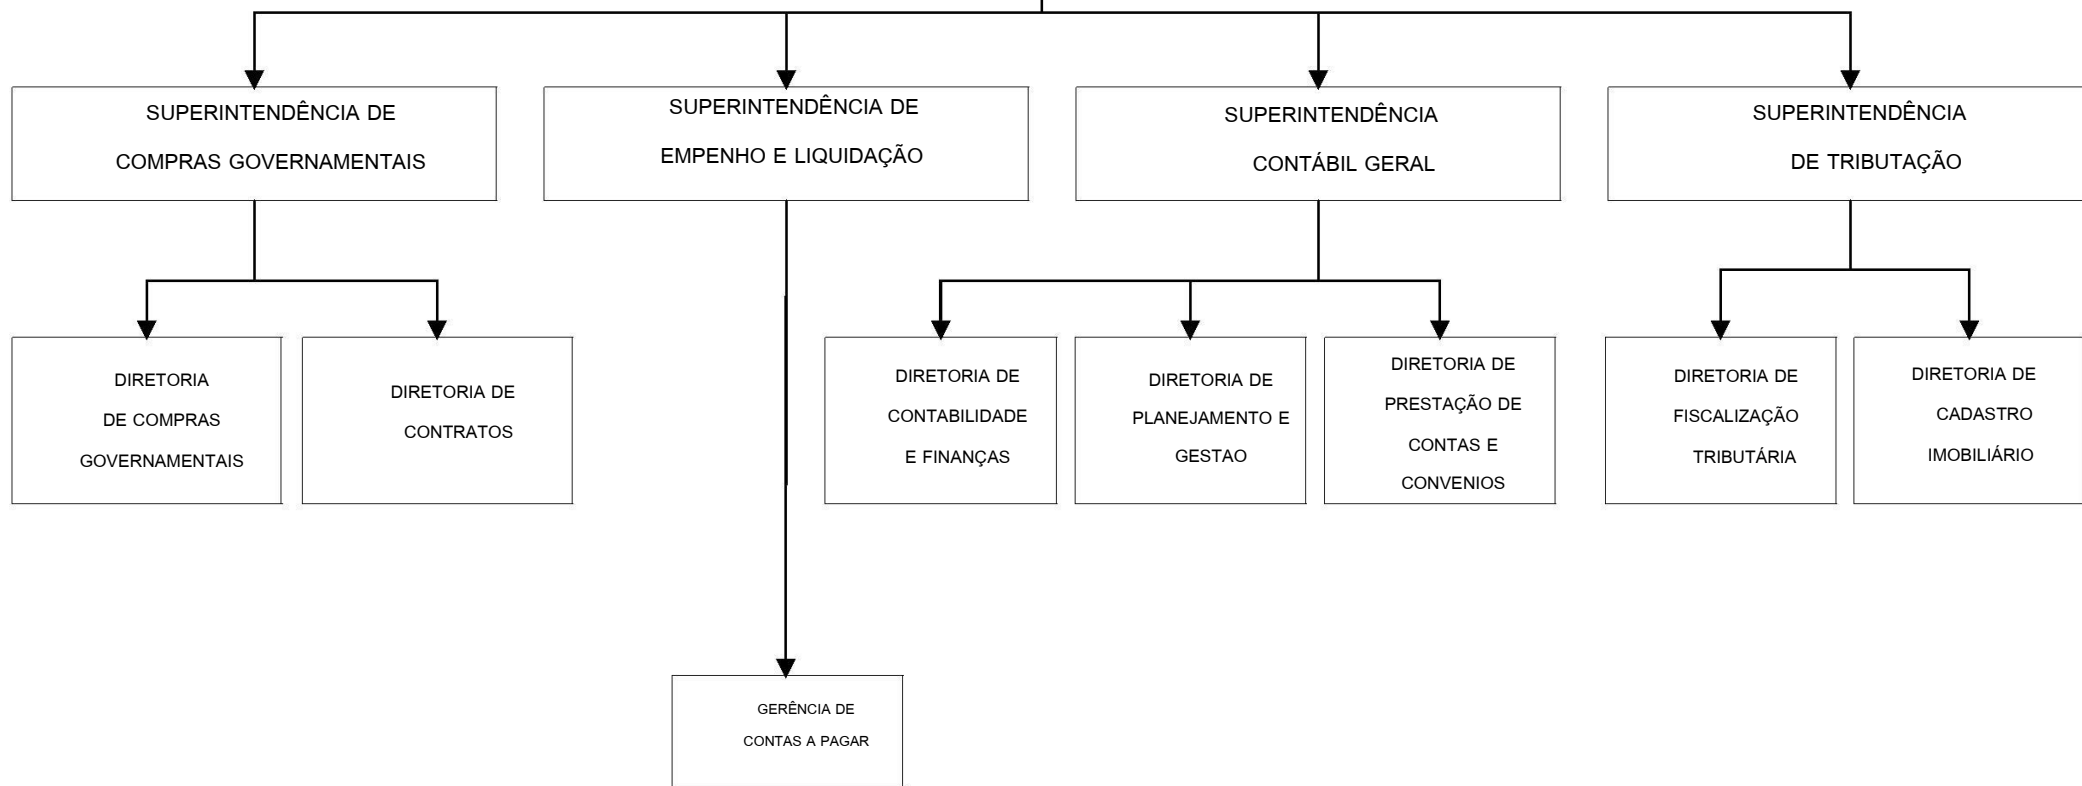 SUPERINTENDÊNCIA DE
COMPRAS GOVERNAMENTAIS
SUPERINTENDÊNCIA DE
EMPENHO E LIQUIDAÇÃO
SUPERINTENDÊNCIA
CONTÁBIL GERAL
SUPERINTENDÊNCIA
DE TRIBUTAÇÃO
DIRETORIA
DE COMPRAS
GOVERNAMENTAIS
DIRETORIA DE
CONTRATOS
DIRETORIA DE
CONTABILIDADE
E FINANÇAS
DIRETORIA DE
PLANEJAMENTO E
GESTAO
DIRETORIA DE
PRESTAÇÃO DE
CONTAS E
CONVENIOS
DIRETORIA DE
FISCALIZAÇÃO
TRIBUTÁRIA
DIRETORIA DE
CADASTRO
IMOBILIÁRIO
GERÊNCIA DE
CONTAS A PAGAR